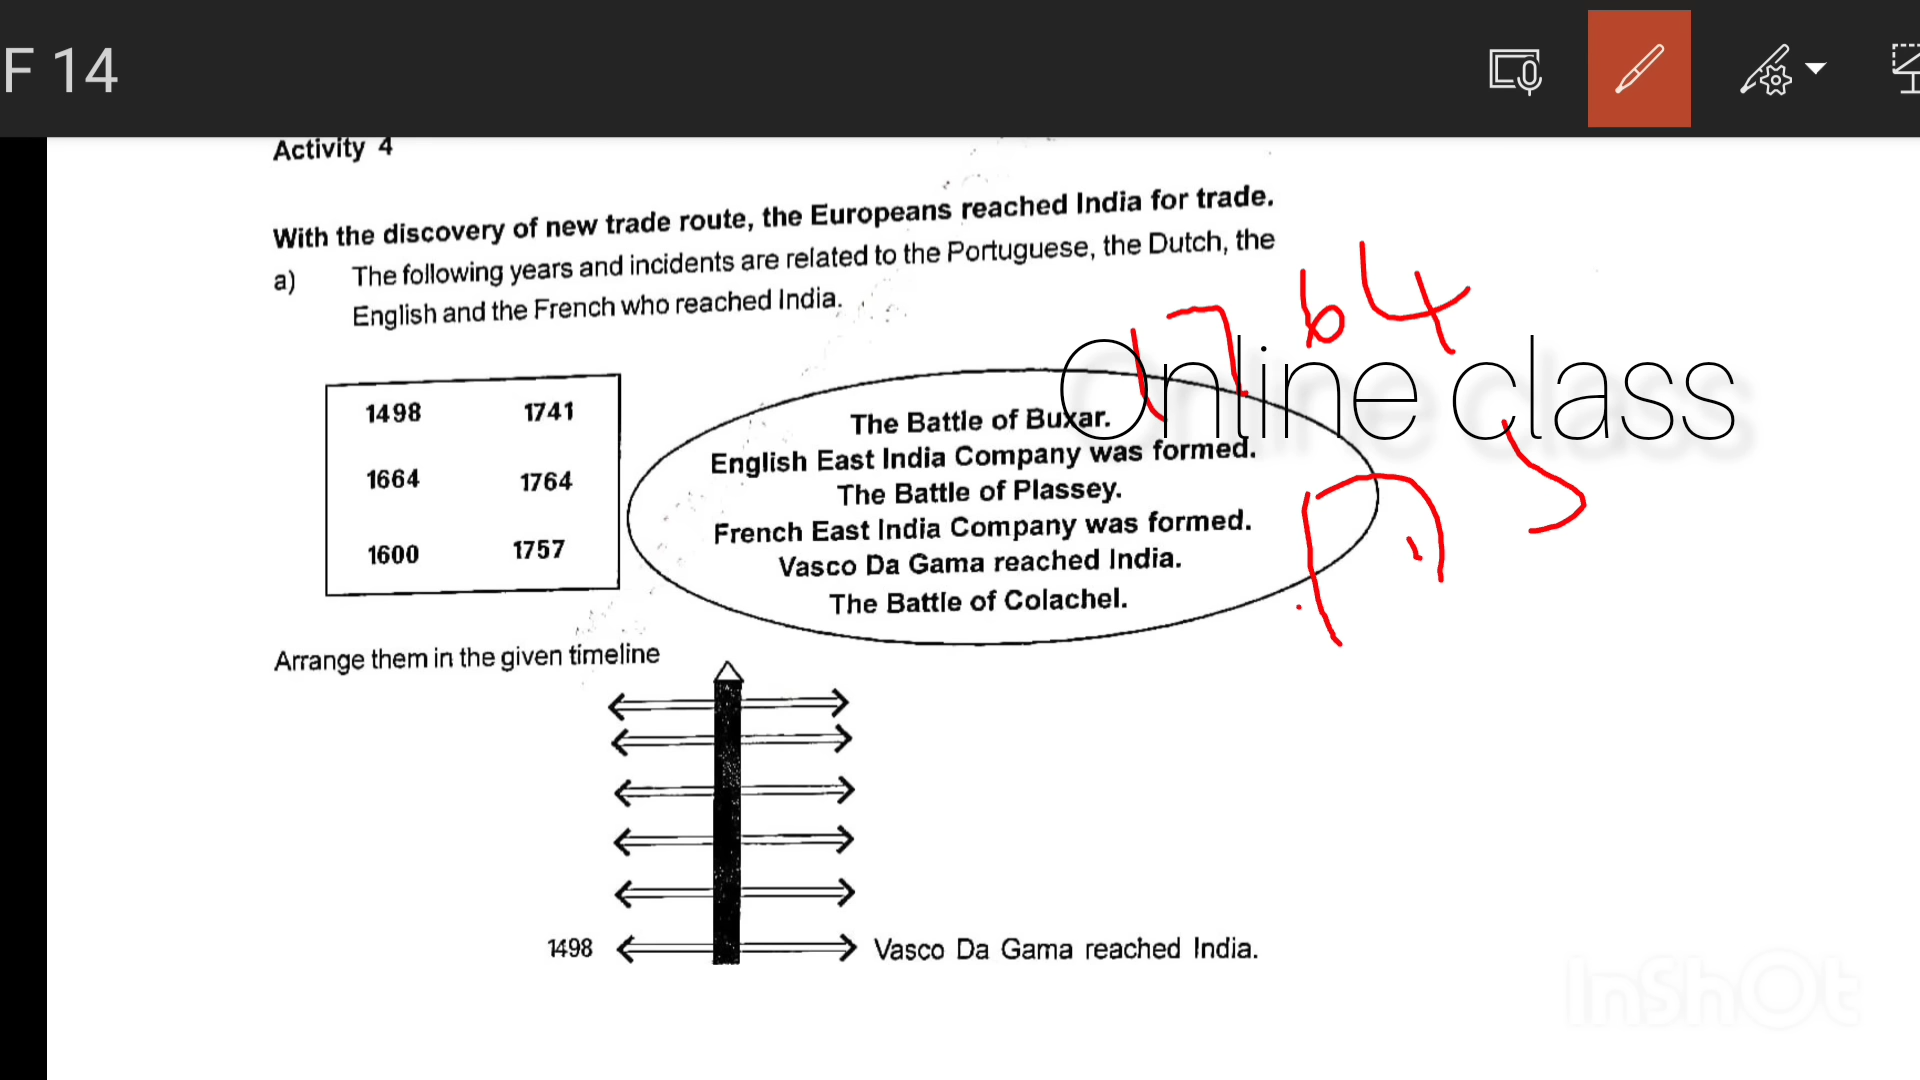 F 14
Activity 4
With the discovery of new trade route, the Europeans reached India for trade.
a) The following years and incidents are related to the Portuguese, the Dutch, the
English and the French who reached India.
1764
Online class
1498 1741
1664 1764
1600 1757
The Battle of Buxar.
English East India Company was formed.
The Battle of Plassey.
French East India Company was formed.
Vasco Da Gama reached India.
The Battle of Colachel.
Arrange them in the given timeline
1498 Vasco Da Gama reached India.
InShOt